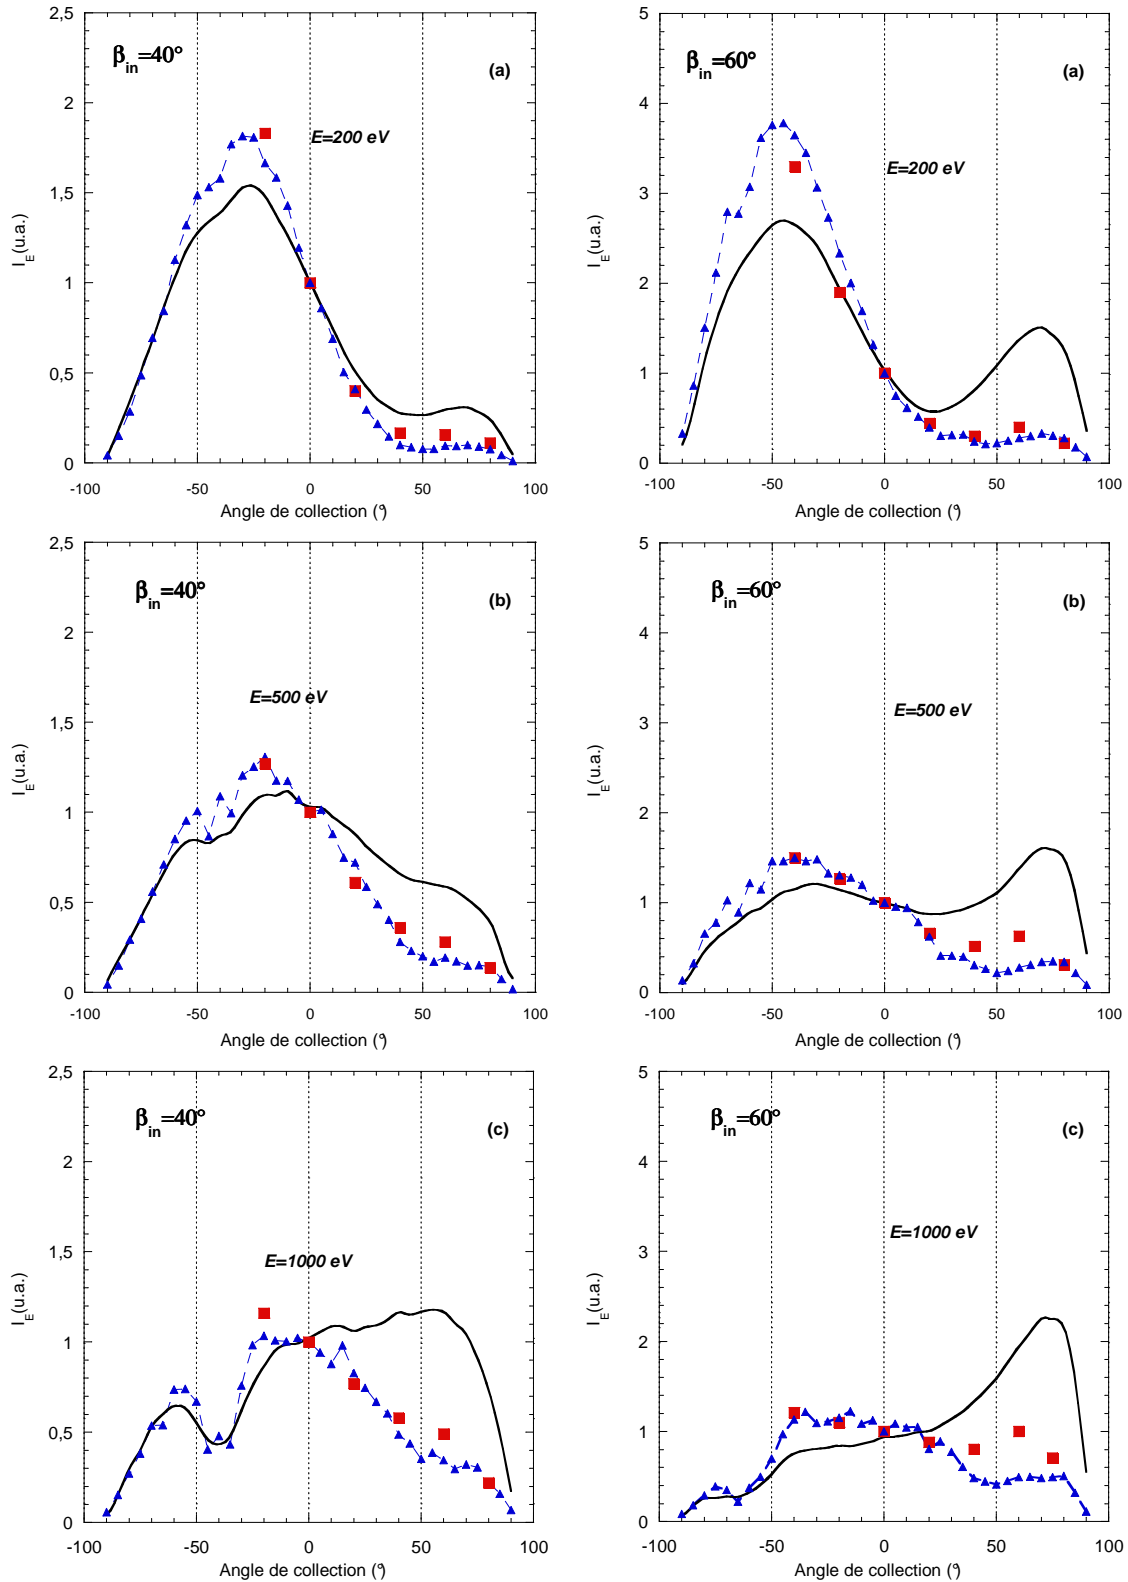 2,5
2
1,5
1
0,5
0
-100
-50
0
50
100
I_E(u.a.)
Angle de collection (°)
β_in=40°
(a)
E=200 eV
5
4
3
2
1
0
-100
-50
0
50
100
I_E(u.a.)
Angle de collection (°)
β_in=60°
(a)
E=200 eV
2,5
2
1,5
1
0,5
0
-100
-50
0
50
100
I_E(u.a.)
Angle de collection (°)
β_in=40°
(b)
E=500 eV
5
4
3
2
1
0
-100
-50
0
50
100
I_E(u.a.)
Angle de collection (°)
β_in=60°
(b)
E=500 eV
2,5
2
1,5
1
0,5
0
-100
-50
0
50
100
I_E(u.a.)
Angle de collection (°)
β_in=40°
(c)
E=1000 eV
5
4
3
2
1
0
-100
-50
0
50
100
I_E(u.a.)
Angle de collection (°)
β_in=60°
(c)
E=1000 eV